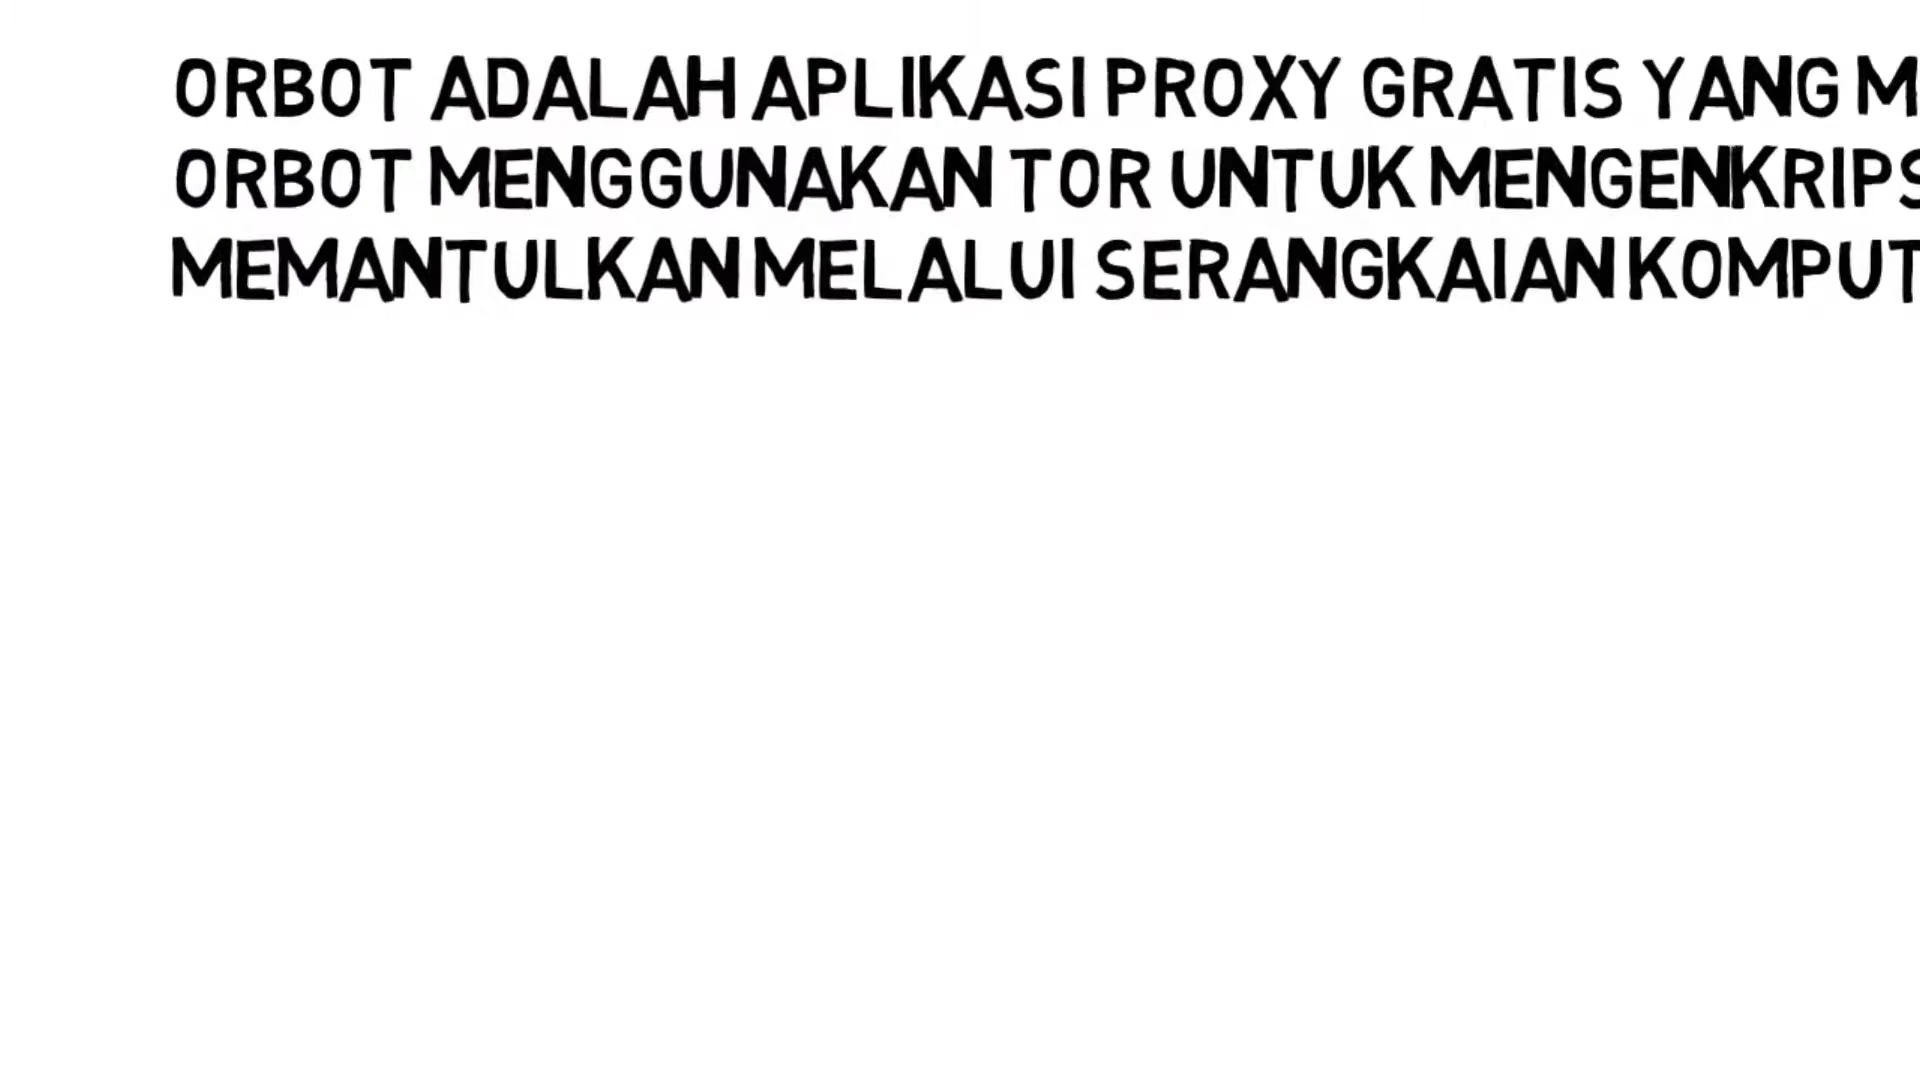 ORBOT ADALAH APLIKASI PROXY GRATIS YANG M
ORBOT MENGGUNAKAN TOR UNTUK MENGENKRIPS
MEMANTULKAN MELALUI SERANGKAIAN KOMPUT